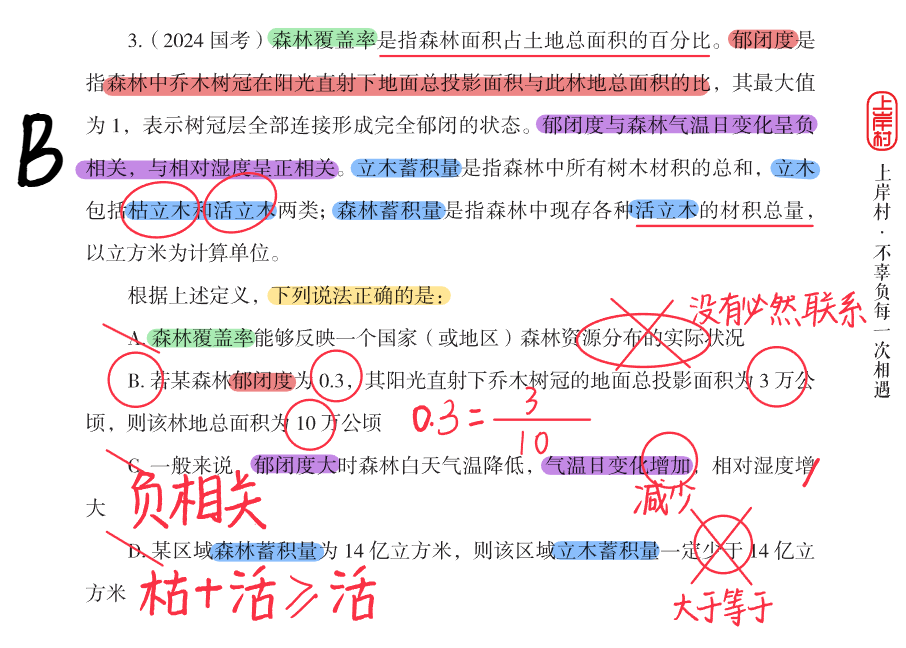 3.（2024 国考）森林覆盖率是指森林面积占土地总面积的百分比。郁闭度是
指森林中乔木树冠在阳光直射下地面总投影面积与此林地总面积的比，其最大值
为 1，表示树冠层全部连接形成完全郁闭的状态。郁闭度与森林气温日变化呈负
相关，与相对湿度呈正相关。立木蓄积量是指森林中所有树木材积的总和，立木
包括枯立木和活立木两类；森林蓄积量是指森林中现存各种活立木的材积总量，
以立方米为计算单位。
B
根据上述定义，下列说法正确的是：
没有必然联系
A. 森林覆盖率能够反映一个国家（或地区）森林资源分布的实际状况
B. 若某森林郁闭度为 0.3，其阳光直射下乔木树冠的地面总投影面积为 3 万公
顷，则该林地总面积为 10 万公顷
0.3 = 3/10
C. 一般来说，郁闭度大时森林白天气温降低，气温日变化增加，相对湿度增
大
负相关
减少
D. 某区域森林蓄积量为 14 亿立方米，则该区域立木蓄积量一定少于 14 亿立
方米
枯+活≥活
大于等于
上岸村
上岸村·不辜负每一次相遇